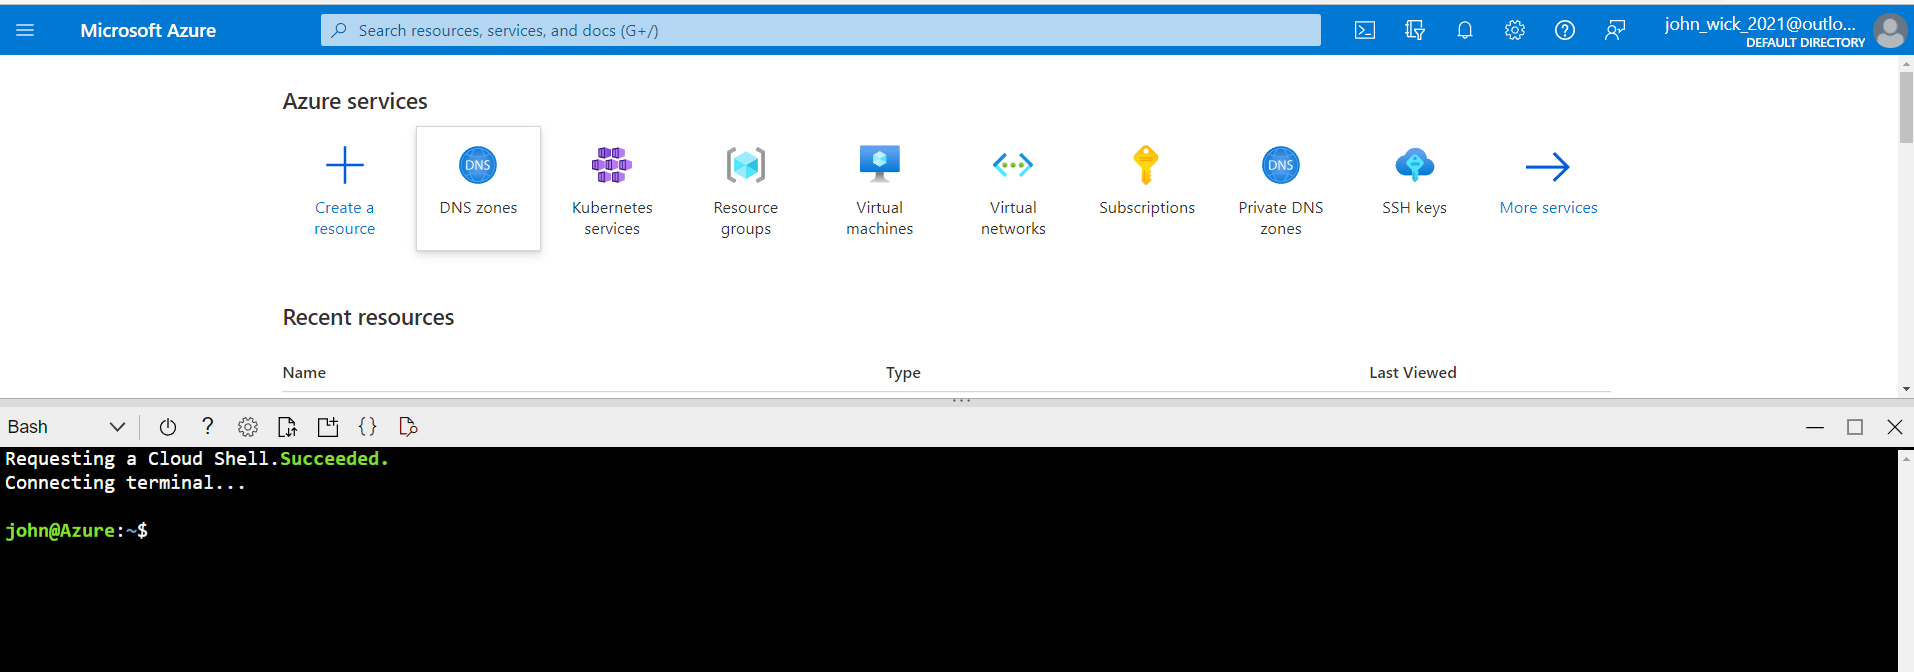 Microsoft Azure
Search resources, services, and docs (G+/)
john_wick_2021@outlo...
DEFAULT DIRECTORY
Azure services
Create a
resource
DNS
DNS zones
Kubernetes
services
Resource
groups
Virtual
machines
Virtual
networks
Subscriptions
DNS
Private DNS
zones
SSH keys
More services
Recent resources
Name
Type
Last Viewed
Bash
Requesting a Cloud Shell.Succeeded.
Connecting terminal...
john@Azure:~$